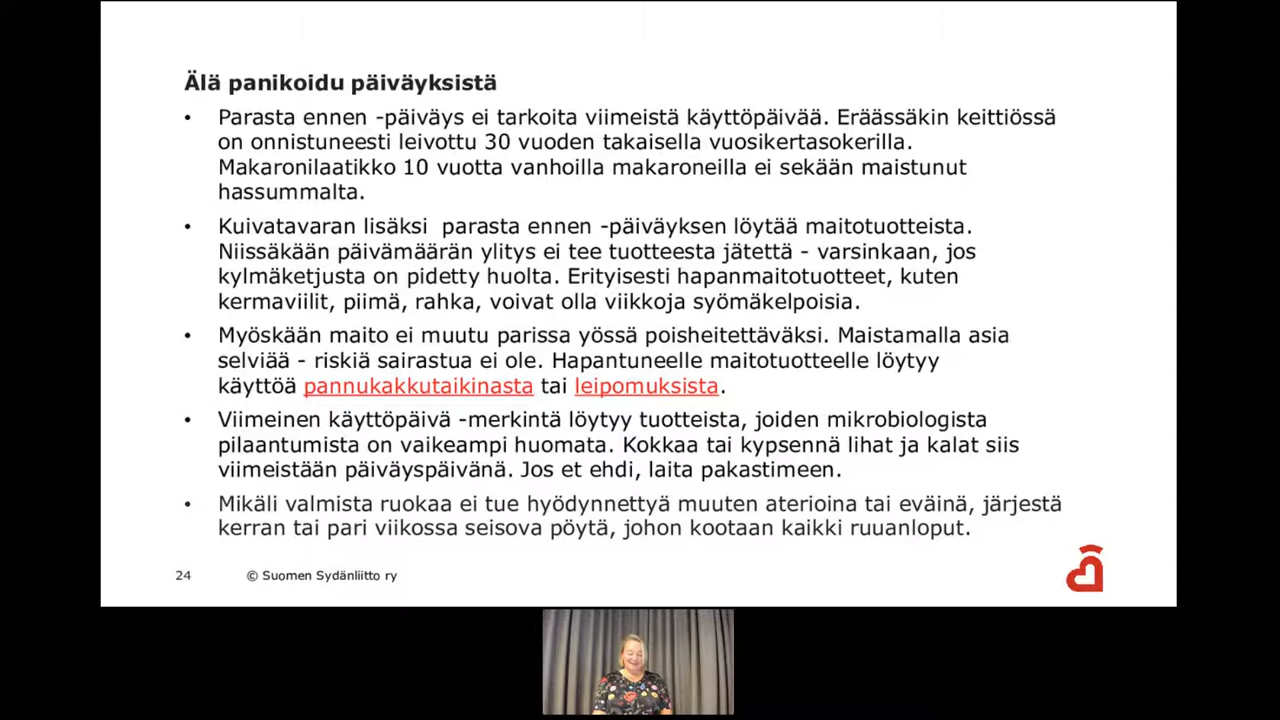 Älä panikoidu päiväyksistä
• Parasta ennen -päiväys ei tarkoita viimeistä käyttöpäivää. Eräässäkin keittiössä
on onnistuneesti leivottu 30 vuoden takaisella vuosikertasokerilla.
Makaronilaatikko 10 vuotta vanhoilla makaroneilla ei sekään maistunut
hassummalta.
• Kuivatavaran lisäksi  parasta ennen -päiväyksen löytää maitotuotteista.
Niissäkään päivämäärän ylitys ei tee tuotteesta jätettä - varsinkaan, jos
kylmäketjusta on pidetty huolta. Erityisesti hapanmaitotuotteet, kuten
kermaviilit, piimä, rahka, voivat olla viikkoja syömäkelpoisia.
• Myöskään maito ei muutu parissa yössä poisheitettäväksi. Maistamalla asia
selviää - riskiä sairastua ei ole. Hapantuneelle maitotuotteelle löytyy
käyttöä pannukakkutaikinasta tai leipomuksista.
• Viimeinen käyttöpäivä -merkintä löytyy tuotteista, joiden mikrobiologista
pilaantumista on vaikeampi huomata. Kokkaa tai kypsennä lihat ja kalat siis
viimeistään päiväyspäivänä. Jos et ehdi, laita pakastimeen.
• Mikäli valmista ruokaa ei tue hyödynnettyä muuten aterioina tai eväinä, järjestä
kerran tai pari viikossa seisova pöytä, johon kootaan kaikki ruuanloput.
24 © Suomen Sydänliitto ry